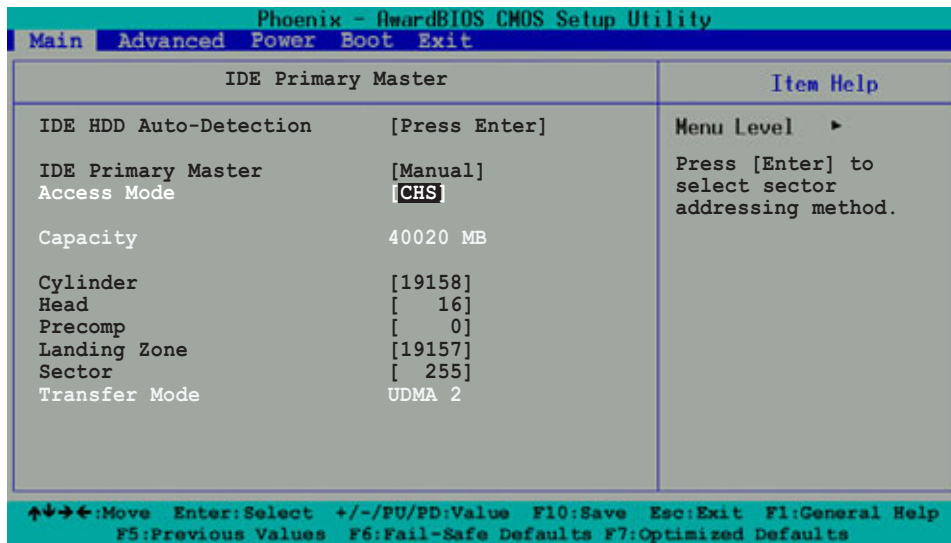 Phoenix - AwardBIOS CMOS Setup Utility
Main Advanced Power Boot Exit
IDE Primary Master
IDE HDD Auto-Detection [Press Enter]
IDE Primary Master [Manual]
Access Mode [CHS]
Capacity 40020 MB
Cylinder [19158]
Head [ 16]
Precomp [ 0]
Landing Zone [19157]
Sector [ 255]
Transfer Mode UDMA 2
Item Help
Menu Level ►
Press [Enter] to
select sector
addressing method.
↑↓→←:Move Enter:Select +/-/PU/PD:Value F10:Save Esc:Exit F1:General Help
F5:Previous Values F6:Fail-Safe Defaults F7:Optimized Defaults